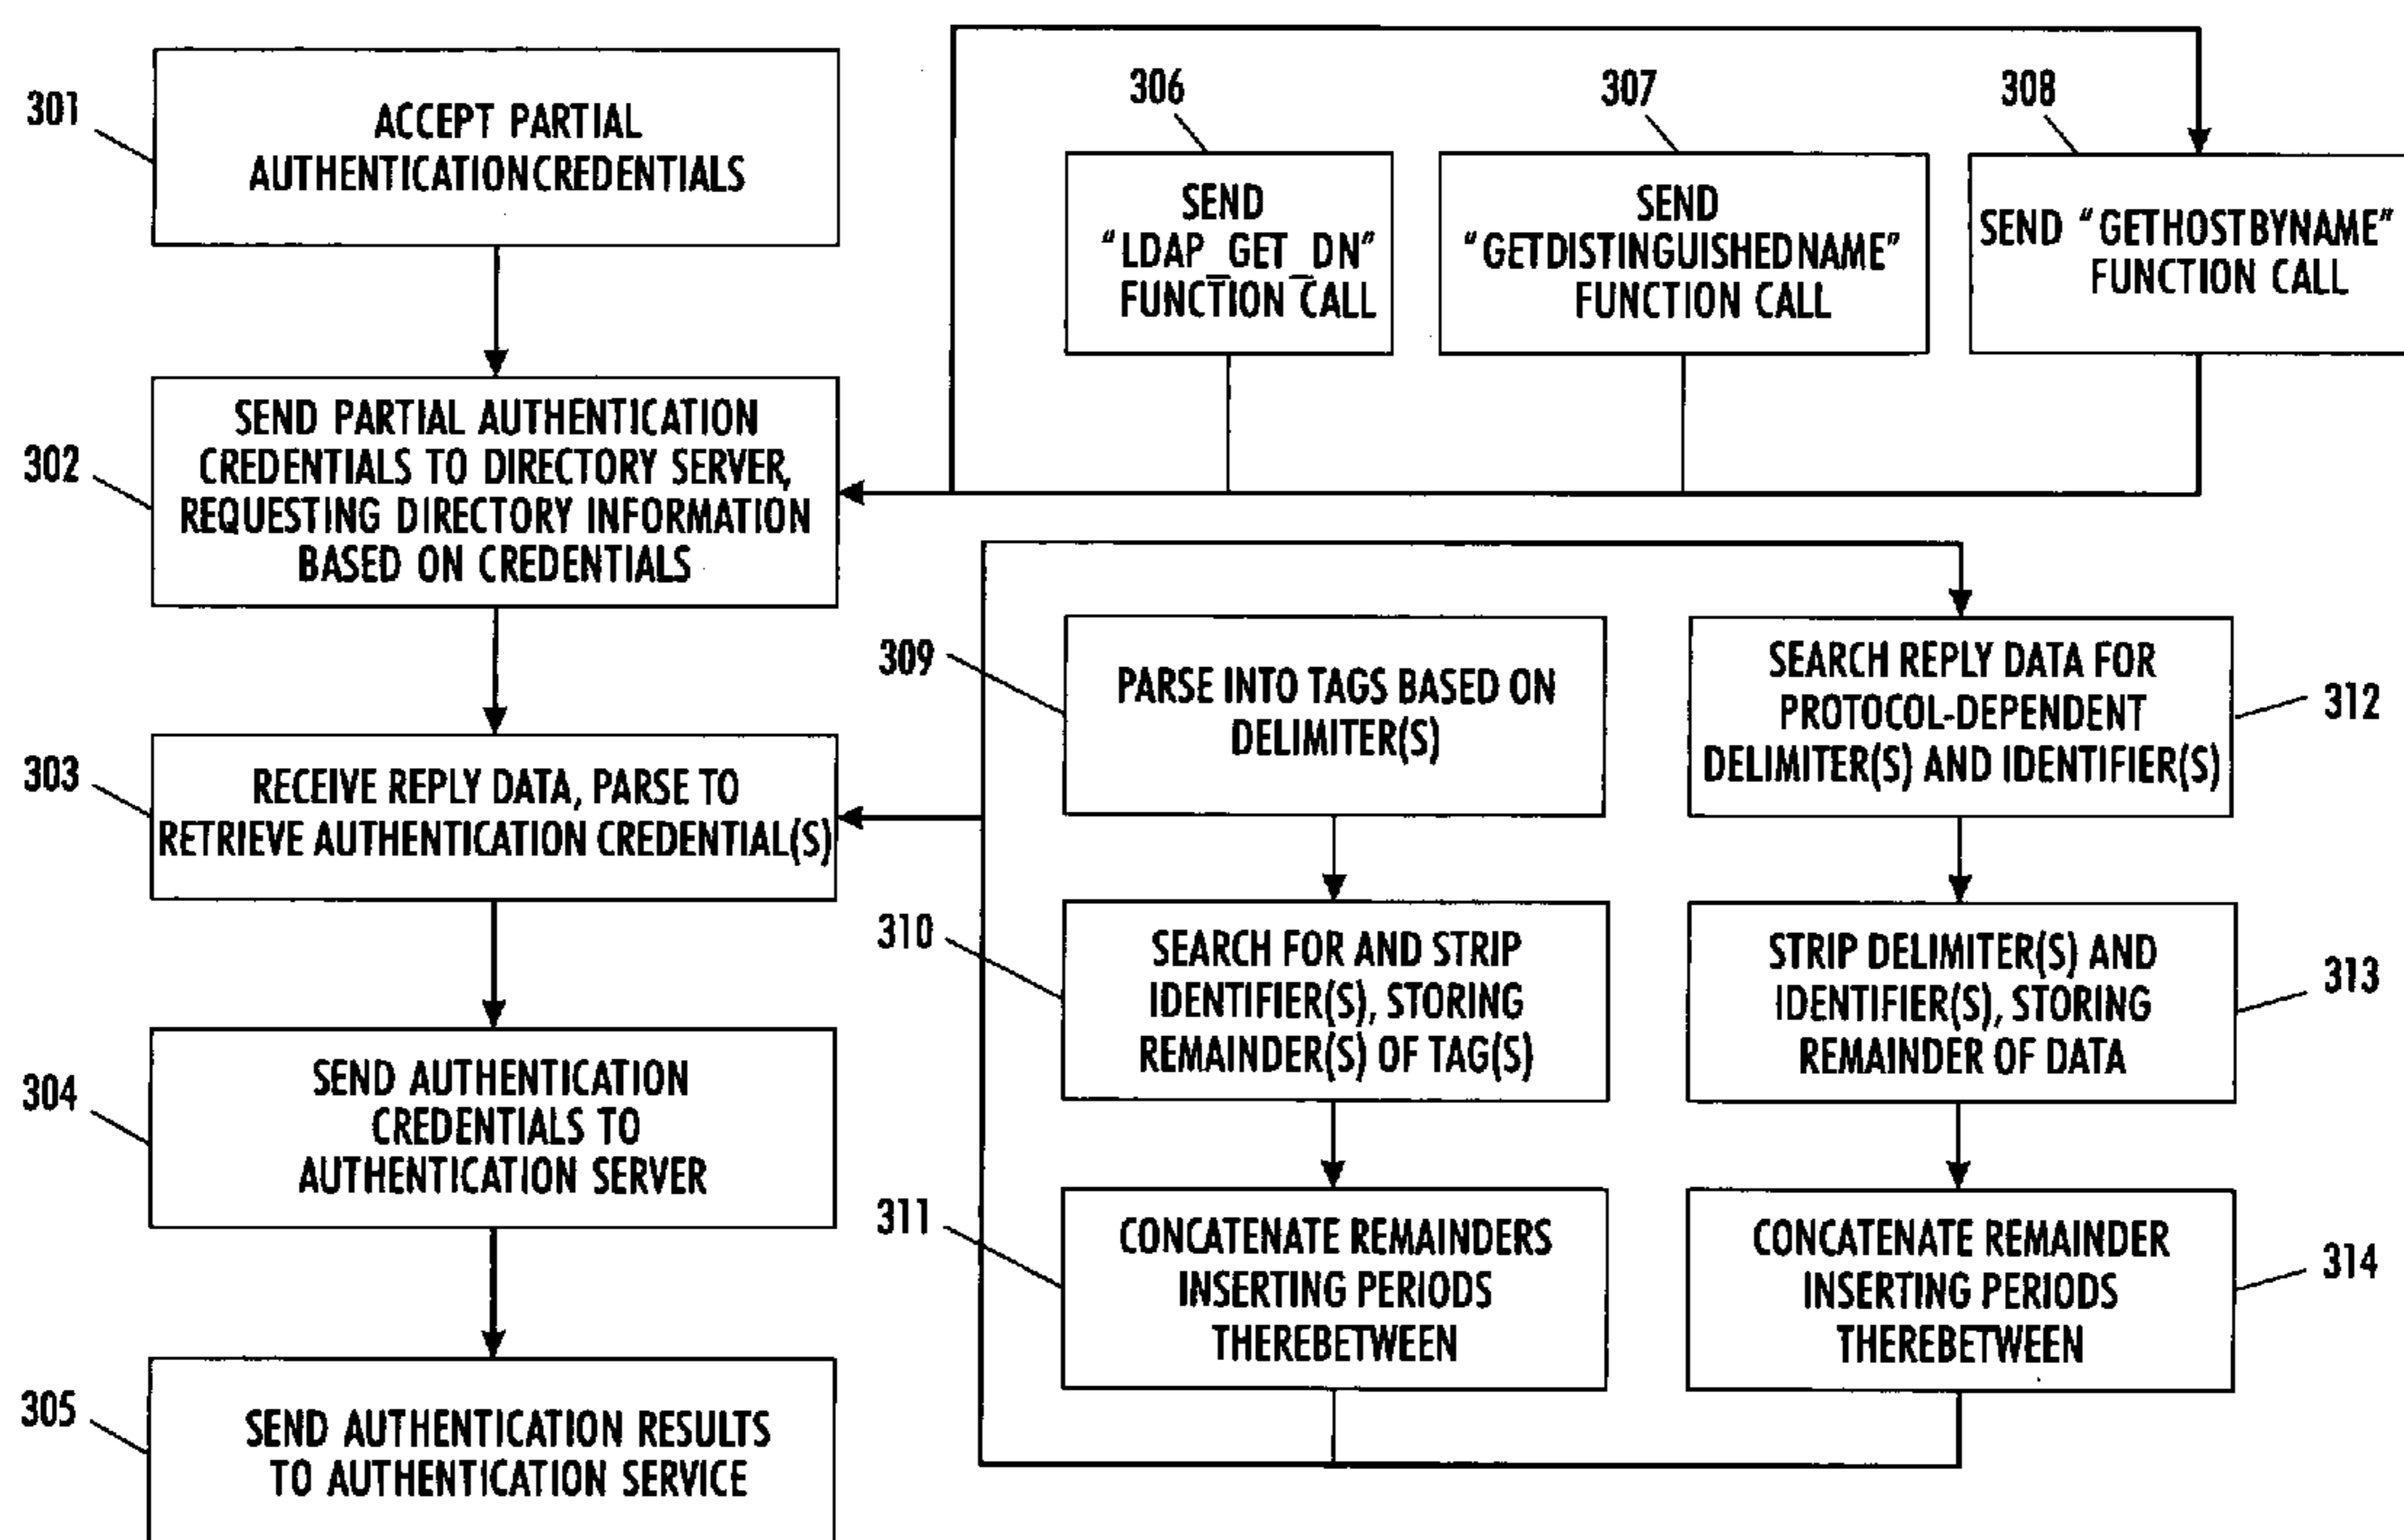 301
ACCEPT PARTIAL
AUTHENTICATION CREDENTIALS
302
SEND PARTIAL AUTHENTICATION
CREDENTIALS TO DIRECTORY SERVER,
REQUESTING DIRECTORY INFORMATION
BASED ON CREDENTIALS
303
RECEIVE REPLY DATA, PARSE TO
RETRIEVE AUTHENTICATION CREDENTIAL(S)
304
SEND AUTHENTICATION
CREDENTIALS TO
AUTHENTICATION SERVER
305
SEND AUTHENTICATION RESULTS
TO AUTHENTICATION SERVICE
306
SEND
"LDAP_GET_DN"
FUNCTION CALL
307
SEND
"GETDISTINGUISHEDNAME"
FUNCTION CALL
308
SEND "GETHOSTBYNAME"
FUNCTION CALL
309
PARSE INTO TAGS BASED ON
DELIMITER(S)
310
SEARCH FOR AND STRIP
IDENTIFIER(S), STORING
REMAINDER(S) OF TAG(S)
311
CONCATENATE REMAINDERS
INSERTING PERIODS
THEREBETWEEN
312
SEARCH REPLY DATA FOR
PROTOCOL-DEPENDENT
DELIMITER(S) AND IDENTIFIER(S)
313
STRIP DELIMITER(S) AND
IDENTIFIER(S), STORING
REMAINDER OF DATA
314
CONCATENATE REMAINDER
INSERTING PERIODS
THEREBETWEEN